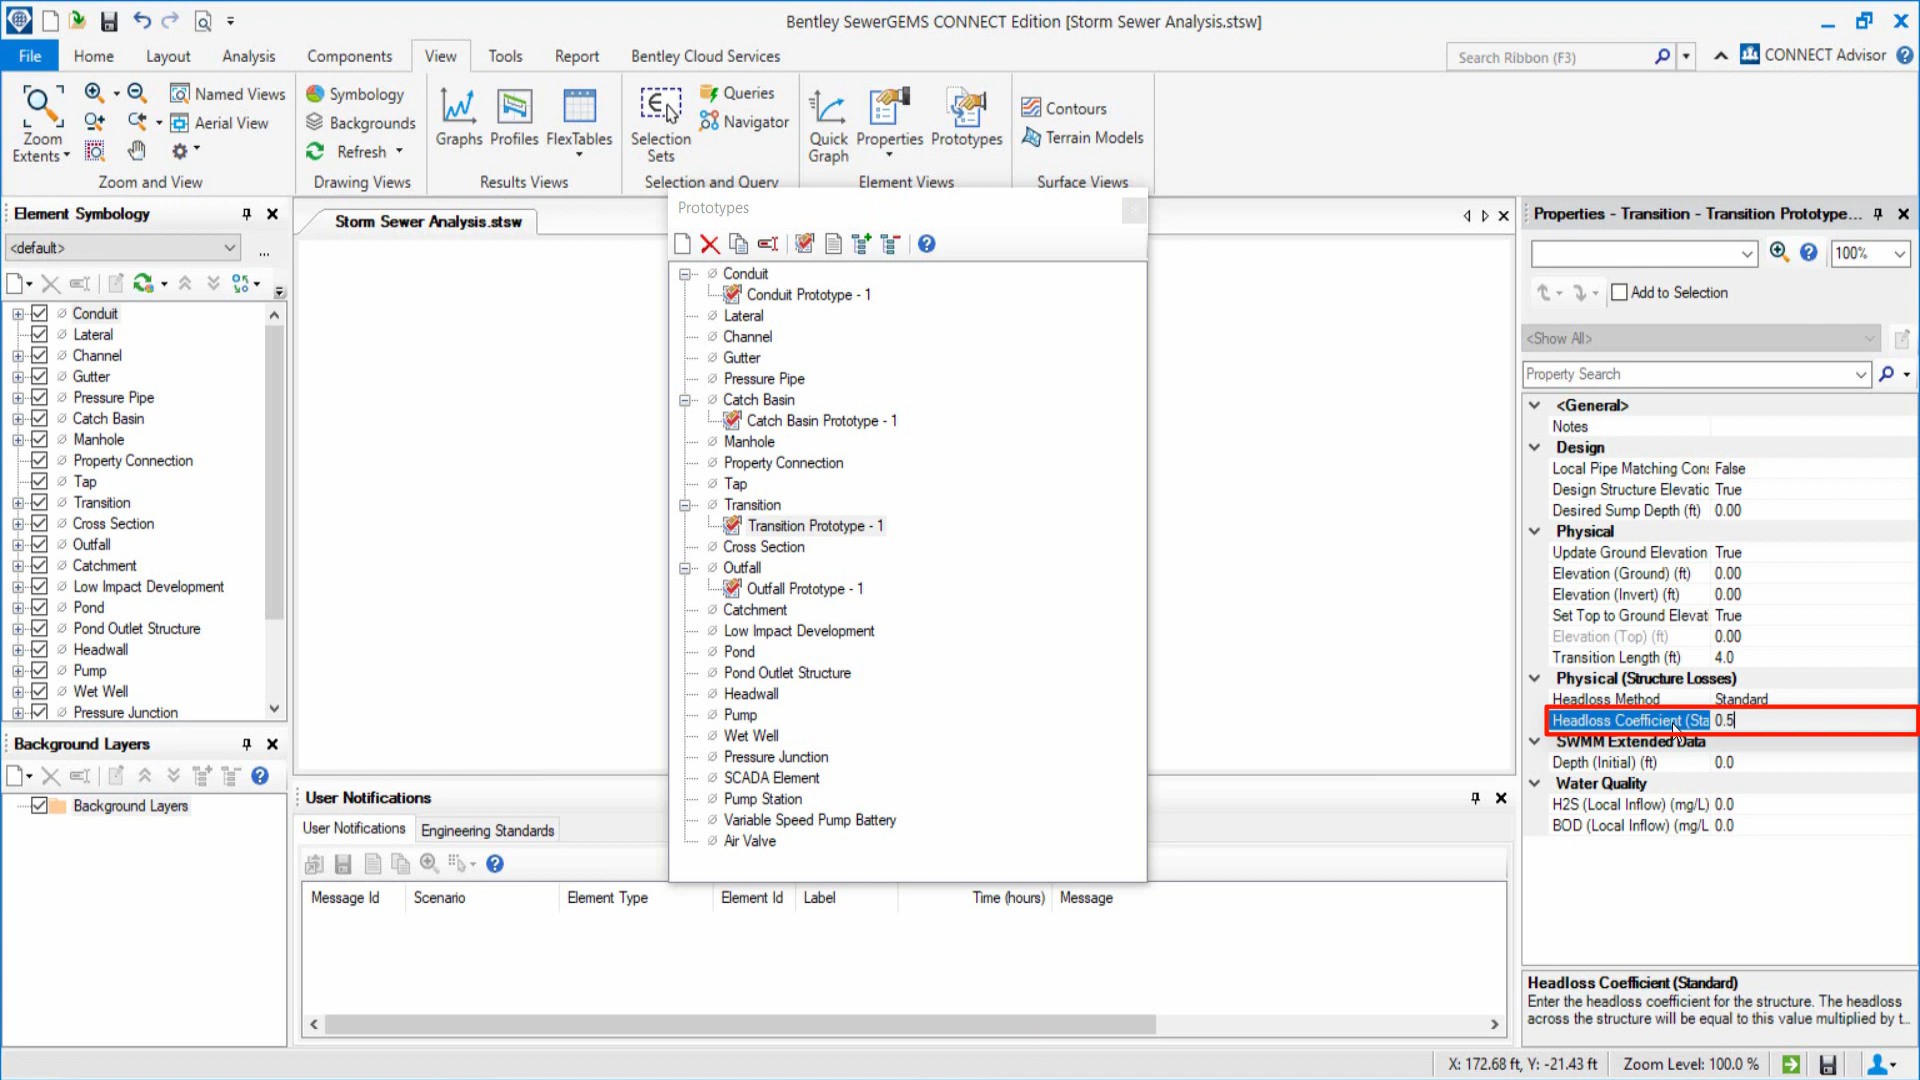 Bentley SewerGEMS CONNECT Edition [Storm Sewer Analysis.stsw]
File Home Layout Analysis Components View Tools Report Bentley Cloud Services
Search Ribbon (F3)
CONNECT Advisor
Zoom
Extents
Named Views
Aerial View
Zoom and View
Symbology
Backgrounds
Refresh
Drawing Views
Graphs Profiles FlexTables
Results Views
Selection
Sets
Queries
Navigator
Selection and Query
Quick
Graph
Properties Prototypes
Element Views
Contours
Terrain Models
Surface Views
Element Symbology
<default>
...
Conduit
Lateral
Channel
Gutter
Pressure Pipe
Catch Basin
Manhole
Property Connection
Tap
Transition
Cross Section
Outfall
Catchment
Low Impact Development
Pond
Pond Outlet Structure
Headwall
Pump
Wet Well
Pressure Junction
Background Layers
Background Layers
Storm Sewer Analysis.stsw
Prototypes
Conduit
Conduit Prototype - 1
Lateral
Channel
Gutter
Pressure Pipe
Catch Basin
Catch Basin Prototype - 1
Manhole
Property Connection
Tap
Transition
Transition Prototype - 1
Cross Section
Outfall
Outfall Prototype - 1
Catchment
Low Impact Development
Pond
Pond Outlet Structure
Headwall
Pump
Wet Well
Pressure Junction
SCADA Element
Pump Station
Variable Speed Pump Battery
Air Valve
User Notifications
User Notifications Engineering Standards
Message Id Scenario Element Type Element Id Label Time (hours) Message
Properties - Transition - Transition Prototype...
100%
Add to Selection
<Show All>
Property Search
<General>
Notes
Design
Local Pipe Matching Con: False
Design Structure Elevatio True
Desired Sump Depth (ft) 0.00
Physical
Update Ground Elevation True
Elevation (Ground) (ft) 0.00
Elevation (Invert) (ft) 0.00
Set Top to Ground Elevat True
Elevation (Top) (ft) 0.00
Transition Length (ft) 4.0
Physical (Structure Losses)
Headloss Method Standard
Headloss Coefficient (Sta 0.5
SWMM Extended Data
Depth (Initial) (ft) 0.0
Water Quality
H2S (Local Inflow) (mg/L) 0.0
BOD (Local Inflow) (mg/L 0.0
Headloss Coefficient (Standard)
Enter the headloss coefficient for the structure. The headloss
across the structure will be equal to this value multiplied by t...
X: 172.68 ft, Y: -21.43 ft Zoom Level: 100.0 %